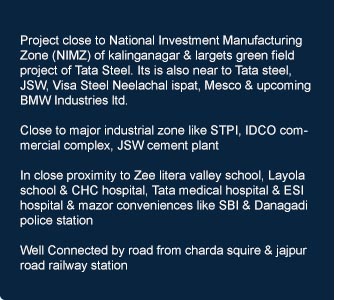 Project close to National Investment Manufacturing
Zone (NIMZ) of kalinganagar & largets green field
project of Tata Steel. Its is also near to Tata steel,
JSW, Visa Steel Neelachal ispat, Mesco & upcoming
BMW Industries ltd.
Close to major industrial zone like STPI, IDCO com-
mercial complex, JSW cement plant
In close proximity to Zee litera valley school, Layola
school & CHC hospital, Tata medical hospital & ESI
hospital & mazor conveniences like SBI & Danagadi
police station
Well Connected by road from charda squire & jajpur
road railway station